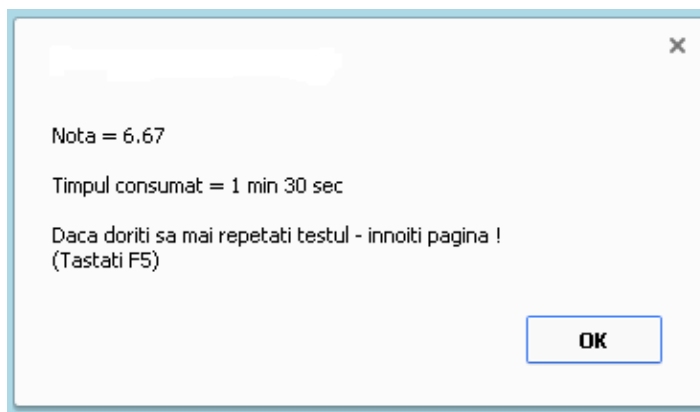 Nota = 6.67
Timpul consumat = 1 min 30 sec
Daca doriti sa mai repetati testul - innoiti pagina !
(Tastati F5)
OK